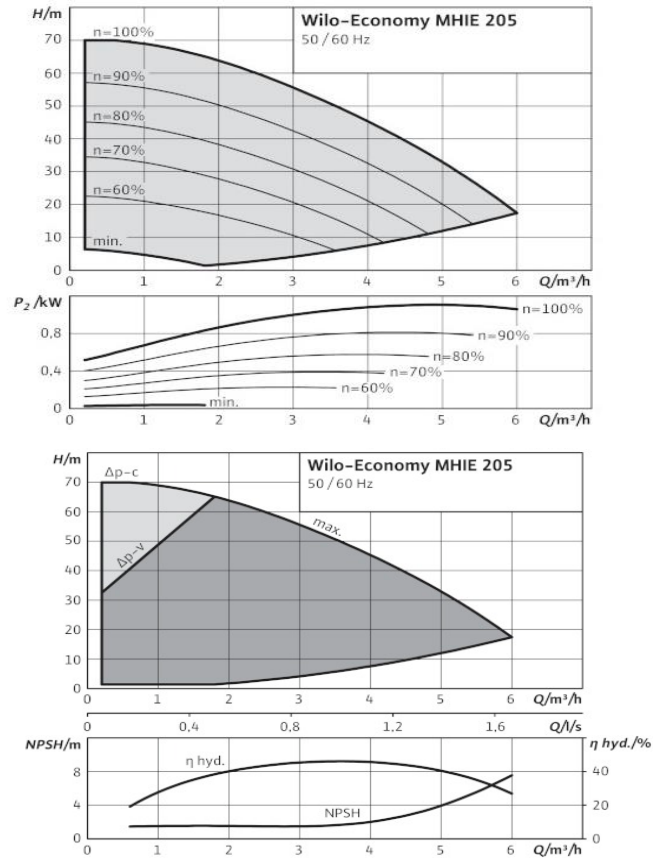 H/m
Wilo-Economy MHIE 205
50 / 60 Hz
70
n=100%
60
n=90%
50
n=80%
40
n=70%
30
n=60%
20
10
min.
0
0 1 2 3 4 5 6 Q/m³/h
P₂ /kW
n=100%
0.8
n=90%
n=80%
0.4
n=70%
n=60%
min.
0
0 1 2 3 4 5 6 Q/m³/h
H/m
Wilo-Economy MHIE 205
50 / 60 Hz
Δp-c
70
max.
60
50
Δp-v
40
30
20
10
0
0 1 2 3 4 5 6 Q/m³/h
0 0,4 0,8 1,2 1,6 Q/l/s
NPSH/m
η hyd./%
η hyd.
8 40
NPSH
4 20
0 0
0 1 2 3 4 5 6 Q/m³/h